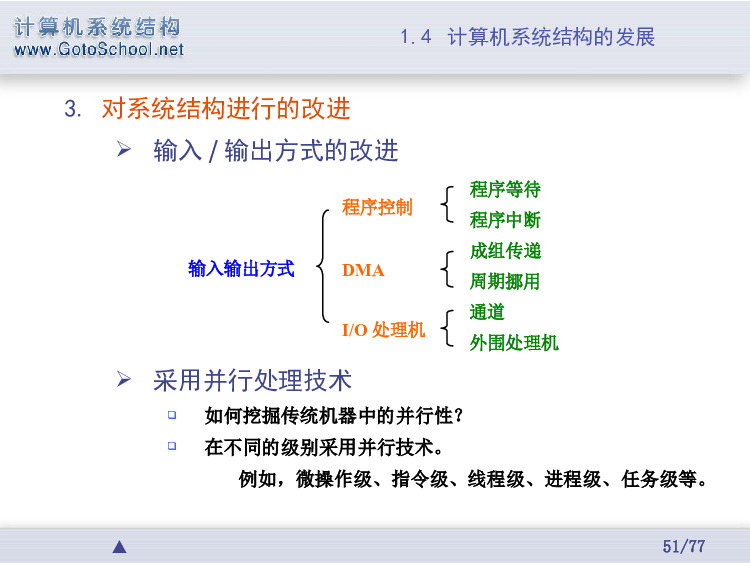 计算机系统结构
www.GotoSchool.net
1.4 计算机系统结构的发展
3. 对系统结构进行的改进
输入/输出方式的改进
程序等待
程序控制
程序中断
成组传递
输入输出方式
DMA
周期挪用
通道
I/O 处理机
外围处理机
采用并行处理技术
如何挖掘传统机器中的并行性?
在不同的级别采用并行技术。
例如，微操作级、指令级、线程级、进程级、任务级等。
51/77